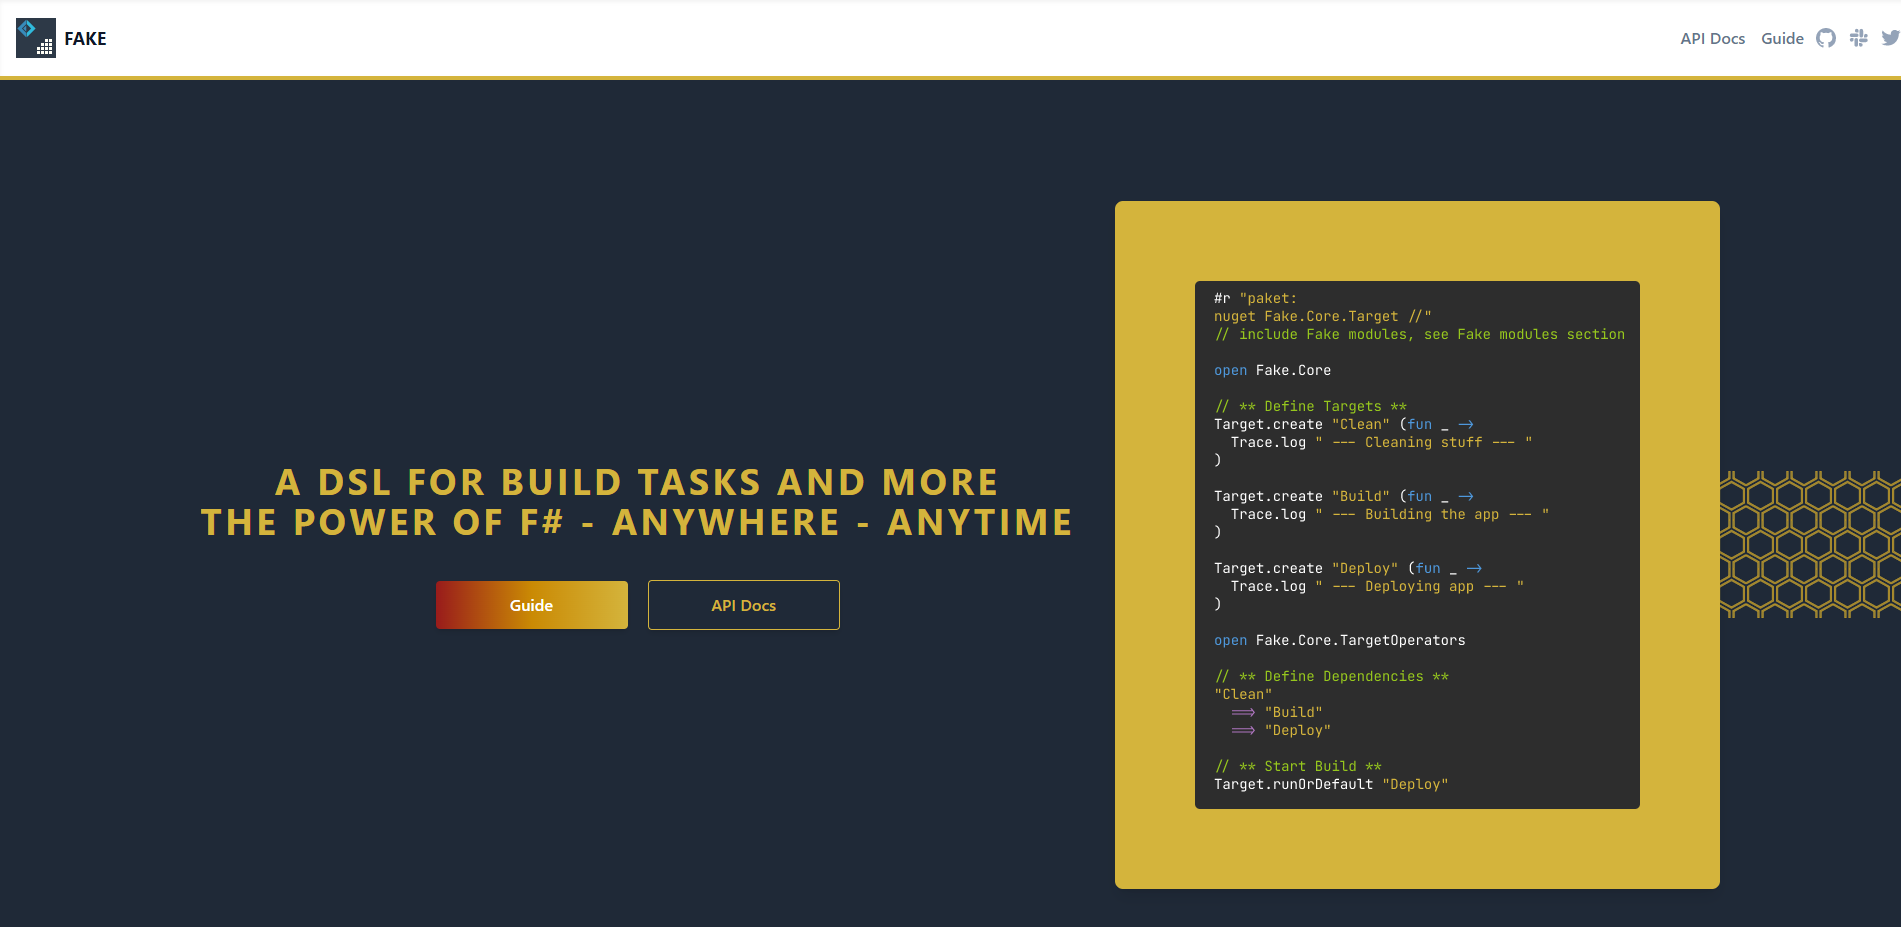 FAKE
API Docs Guide
A DSL FOR BUILD TASKS AND MORE
THE POWER OF F# - ANYWHERE - ANYTIME
Guide
API Docs
#r "paket:
nuget Fake.Core.Target //"
// include Fake modules, see Fake modules section
open Fake.Core
// ** Define Targets **
Target.create "Clean" (fun _ ->
  Trace.log " --- Cleaning stuff --- "
)
Target.create "Build" (fun _ ->
  Trace.log " --- Building the app --- "
)
Target.create "Deploy" (fun _ ->
  Trace.log " --- Deploying app --- "
)
open Fake.Core.TargetOperators
// ** Define Dependencies **
"Clean"
  ==> "Build"
  ==> "Deploy"
// ** Start Build **
Target.runOrDefault "Deploy"